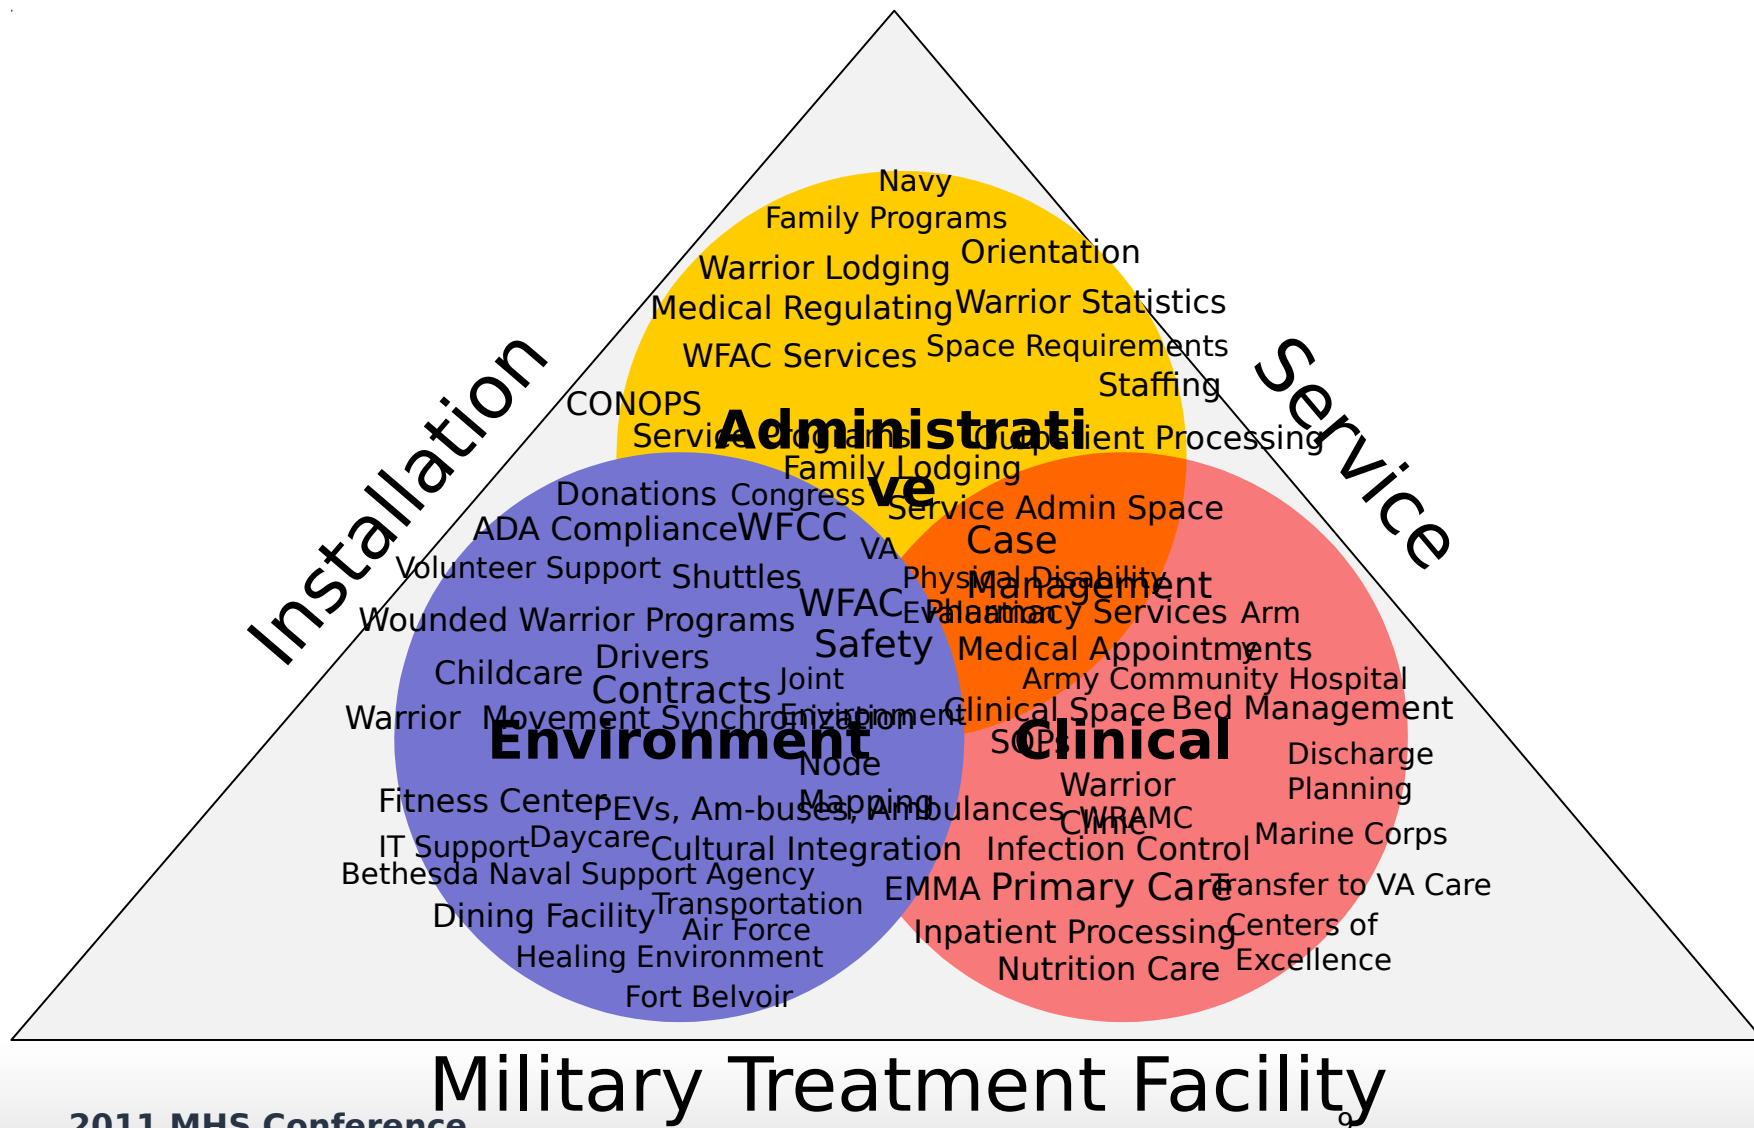 Navy
Family Programs
Orientation
Warrior Lodging
Medical Regulating
Warrior Statistics
WFAC Services
Space Requirements
Staffing
CONOPS
Administrati
ve
Service Programs
Outpatient Processing
Family Lodging
Installation
Service
Donations
Congress
Service Admin Space
ADA Compliance
WFCC
VA
Case
Management
Volunteer Support
Shuttles
Physical Disability
Evaluation
WFAC
Safety
Pharmacy Services
Army
Wounded Warrior Programs
Medical Appointments
Drivers
Childcare
Contracts
Joint
Environment
Army Community Hospital
Warrior Movement Synchronization
Clinical Space
Bed Management
Environment
SOPs
Clinical
Node
Mapping
Discharge
Planning
Warrior
Clinic
WRAMC
Fitness Center
PEVs, Am-buses, Ambulances
IT Support
Daycare
Cultural Integration
Infection Control
Marine Corps
Bethesda Naval Support Agency
EMMA
Primary Care
Transfer to VA Care
Transportation
Dining Facility
Air Force
Inpatient Processing
Centers of
Excellence
Healing Environment
Nutrition Care
Fort Belvoir
Military Treatment Facility
2011 MHS Conference
9